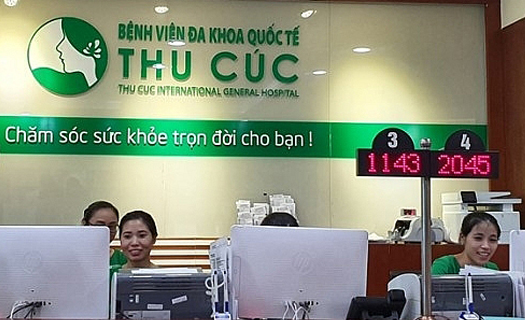 BỆNH VIỆN ĐA KHOA QUỐC TẾ
THU CÚC
THU CUC INTERNATIONAL GENERAL HOSPITAL
Chăm sóc sức khỏe trọn đời cho bạn !
3 4
1143 2045